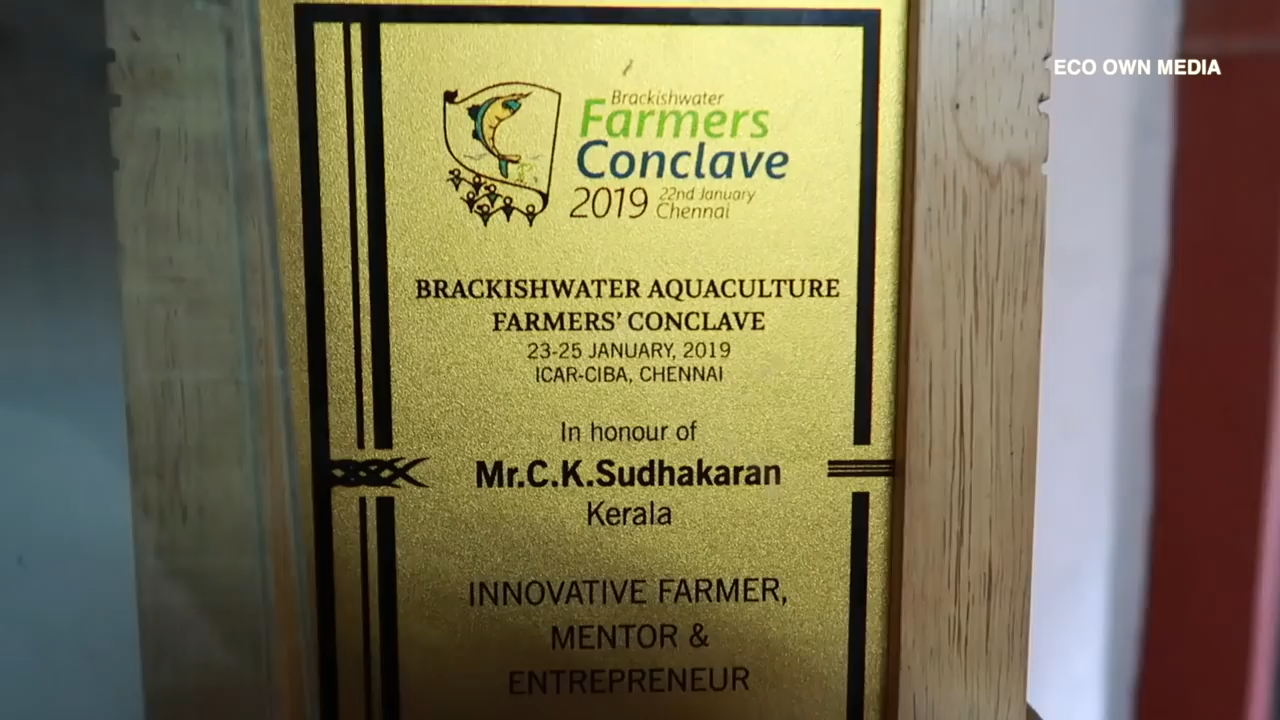 ECO OWN MEDIA
Brackishwater
Farmers
Conclave
2019 22nd January
Chennai
BRACKISHWATER AQUACULTURE
FARMERS' CONCLAVE
23-25 JANUARY, 2019
ICAR-CIBA, CHENNAI
In honour of
Mr.C.K.Sudhakaran
Kerala
INNOVATIVE FARMER,
MENTOR &
ENTREPRENEUR